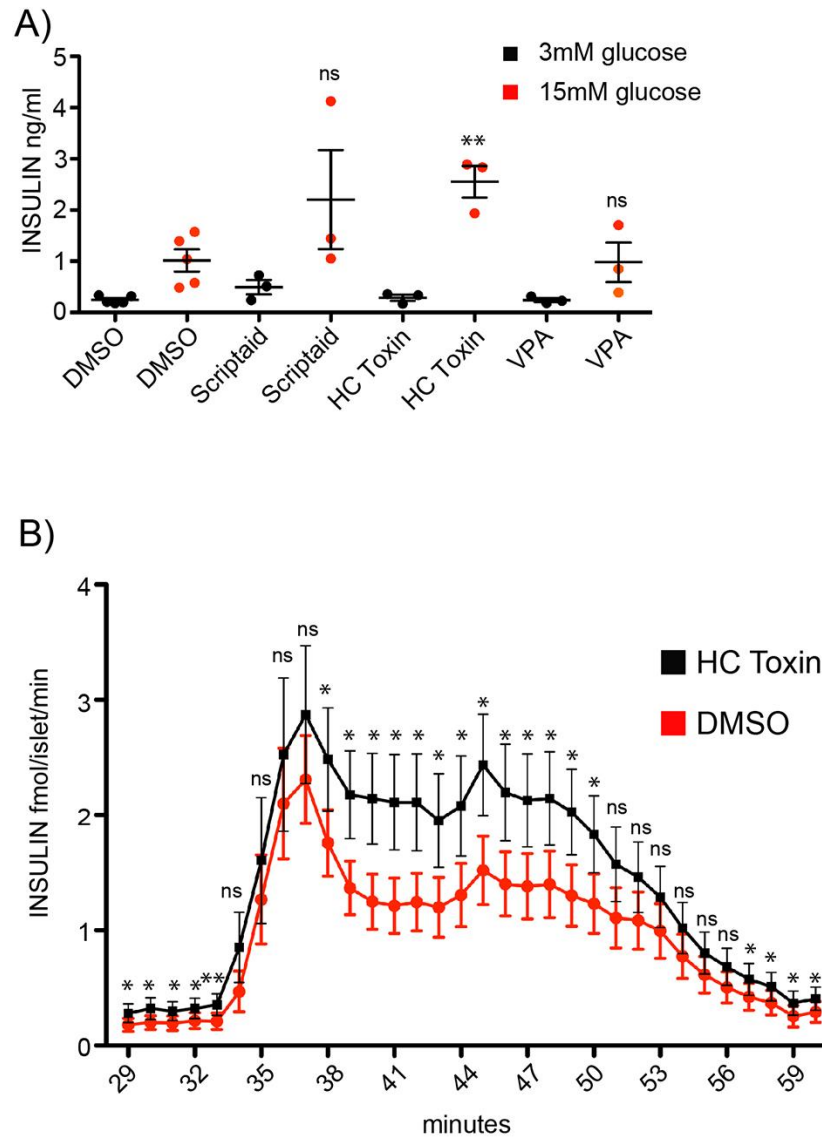 A)
INSULIN ng/ml
5
4
3
2
1
0
3mM glucose
15mM glucose
ns
**
ns
DMSO
DMSO
Scriptaid
Scriptaid
HC Toxin
HC Toxin
VPA
VPA
B)
INSULIN fmol/islet/min
4
3
2
1
0
HC Toxin
DMSO
* * * * ** ns ns ns ns * * * * * * * * * * * * * ns ns ns ns ns ns * * * *
29 32 35 38 41 44 47 50 53 56 59
minutes